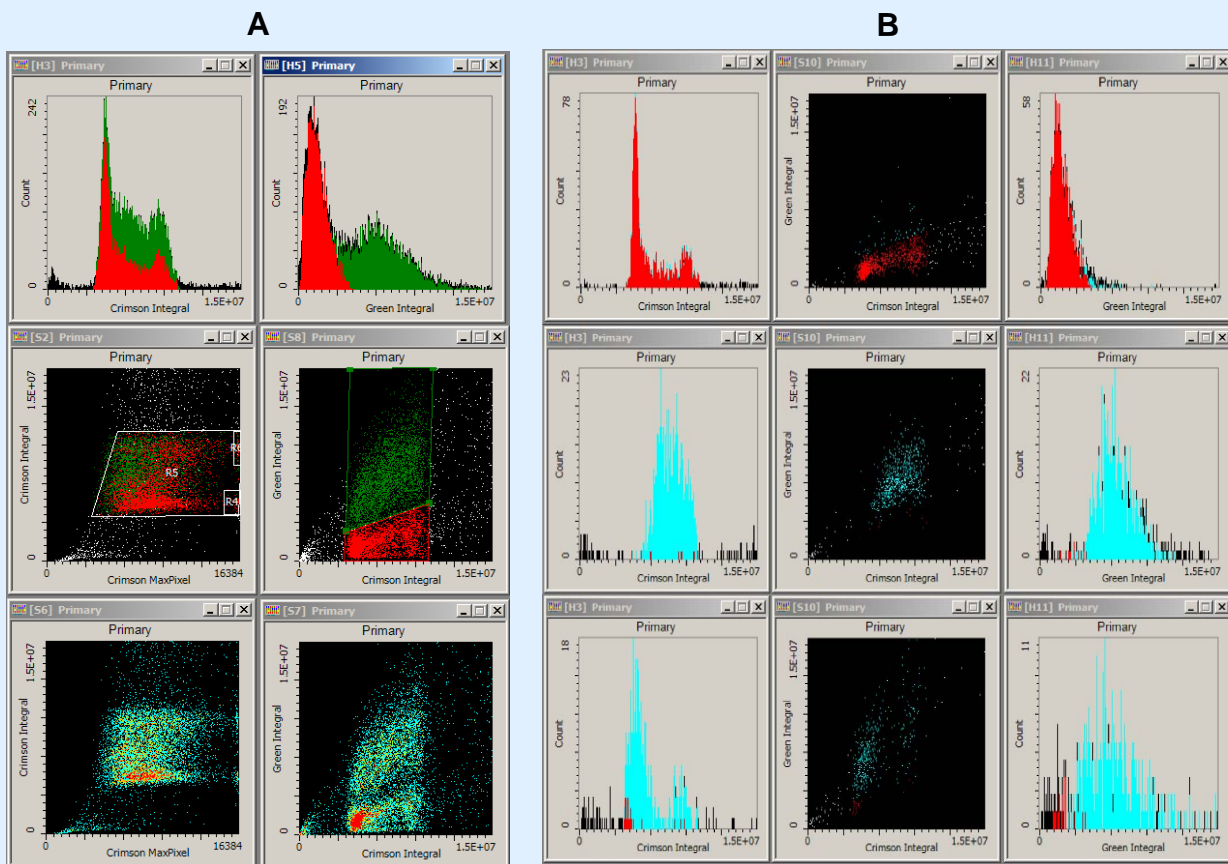 A
B
[H3] Primary
Primary
242
Count
0
0
1.5E+07
Crimson Integral
[H5] Primary
Primary
192
Count
0
0
1.5E+07
Green Integral
[S2] Primary
Primary
1.5E+07
Crimson Integral
0
R6
R5
R4
0
16384
Crimson MaxPixel
[S8] Primary
Primary
1.5E+07
Green Integral
0
0
1.5E+07
Crimson Integral
[S6] Primary
Primary
1.5E+07
Crimson Integral
0
0
16384
Crimson MaxPixel
[S7] Primary
Primary
1.5E+07
Green Integral
0
0
1.5E+07
Crimson Integral
[H3] Primary
Primary
78
Count
0
0
1.5E+07
Crimson Integral
[S10] Primary
Primary
1.5E+07
Green Integral
0
0
1.5E+07
Crimson Integral
[H11] Primary
Primary
58
Count
0
0
1.5E+07
Green Integral
[H3] Primary
Primary
23
Count
0
0
1.5E+07
Crimson Integral
[S10] Primary
Primary
1.5E+07
Green Integral
0
0
1.5E+07
Crimson Integral
[H11] Primary
Primary
22
Count
0
0
1.5E+07
Green Integral
[H3] Primary
Primary
18
Count
0
0
1.5E+07
Crimson Integral
[S10] Primary
Primary
1.5E+07
Green Integral
0
0
1.5E+07
Crimson Integral
[H11] Primary
Primary
11
Count
0
0
1.5E+07
Green Integral